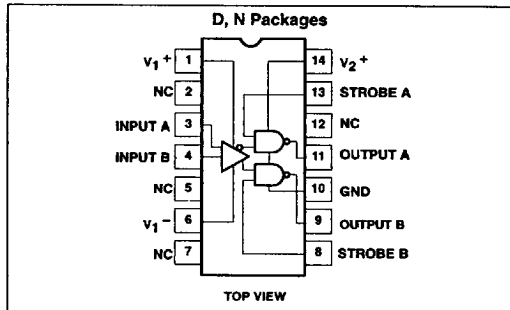 D, N Packages
V1+ 1 14 V2+
NC 2 13 STROBE A
INPUT A 3 12 NC
INPUT B 4 11 OUTPUT A
NC 5 10 GND
V1− 6 9 OUTPUT B
NC 7 8 STROBE B
TOP VIEW